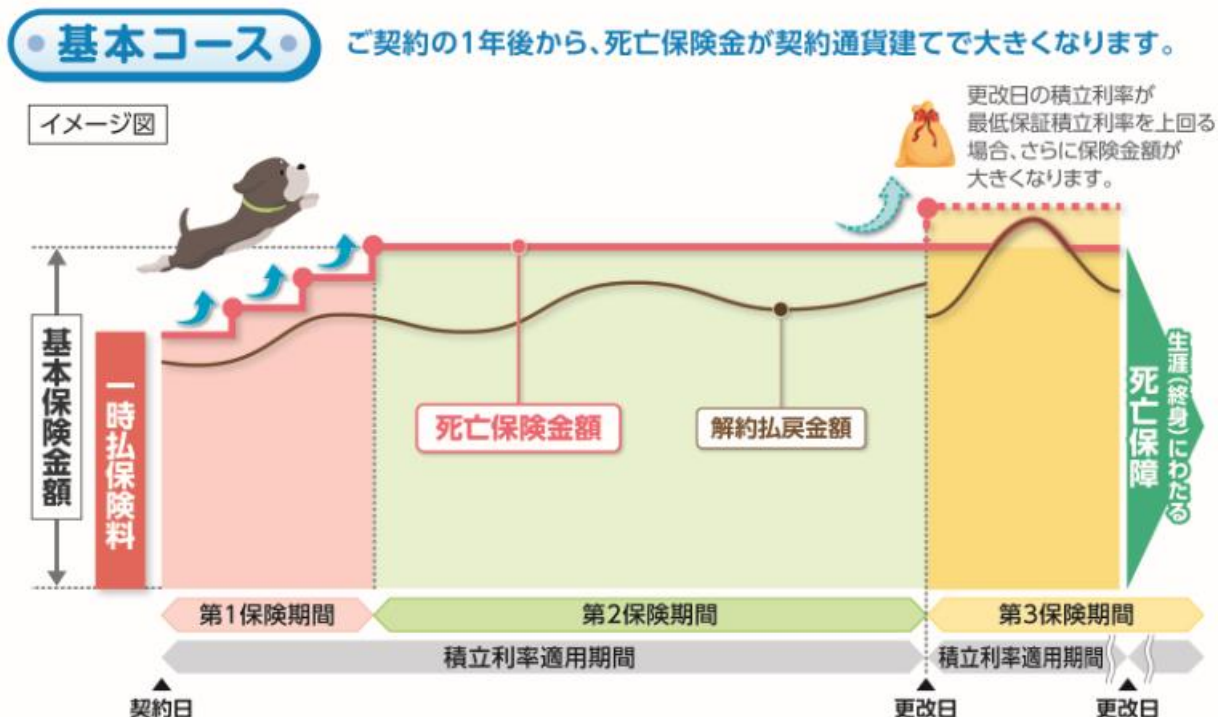 基本コース
ご契約の1年後から、死亡保険金が契約通貨建てで大きくなります。
イメージ図
更改日の積立利率が
最低保証積立利率を上回る
場合、さらに保険金額が
大きくなります。
基本保険金額
一時払保険料
死亡保険金額
解約払戻金額
死亡保障
生涯(終身)にわたる
第1保険期間
第2保険期間
第3保険期間
積立利率適用期間
積立利率適用期間
契約日
更改日
更改日